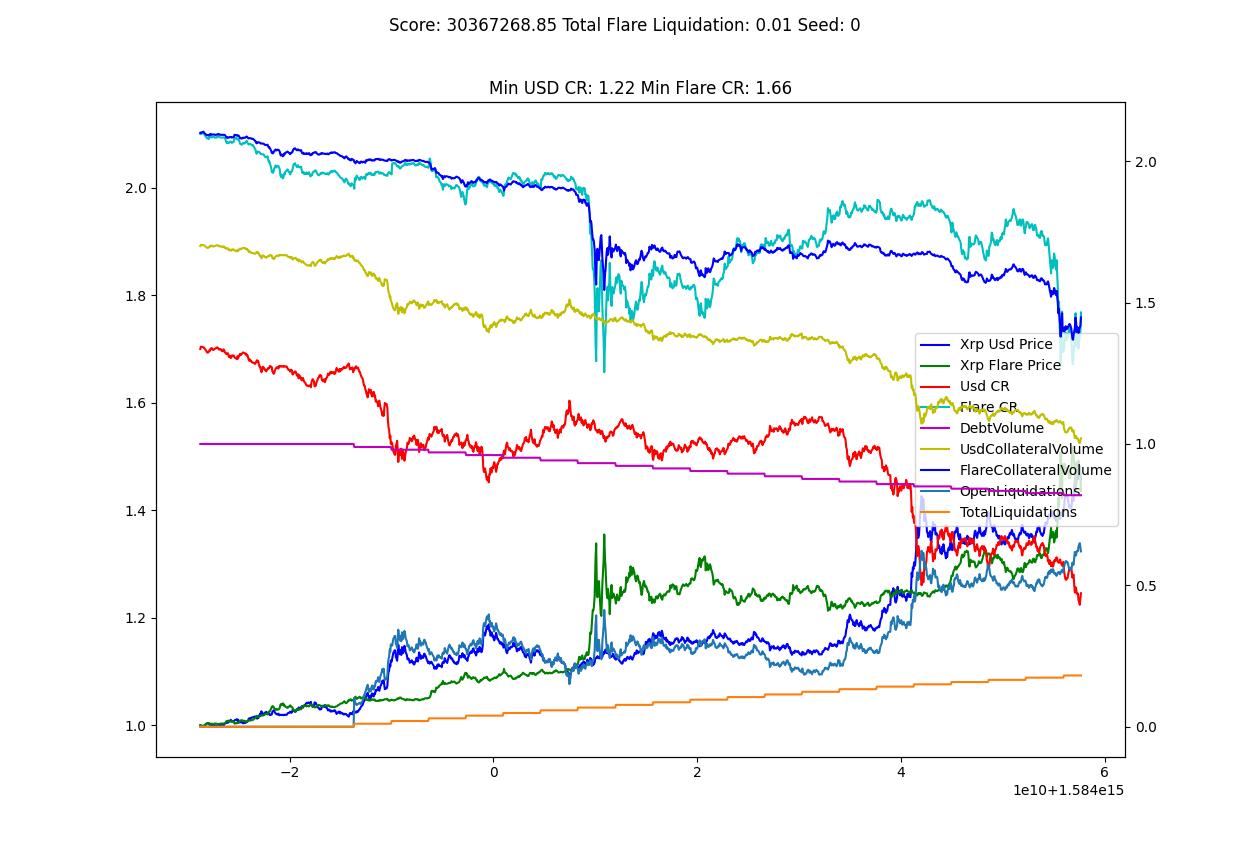 Score: 30367268.85 Total Flare Liquidation: 0.01 Seed: 0
Min USD CR: 1.22 Min Flare CR: 1.66
2.0
1.8
1.6
1.4
1.2
1.0
2.0
1.5
1.0
0.5
0.0
Xrp Usd Price
Xrp Flare Price
Usd CR
Flare CR
DebtVolume
UsdCollateralVolume
FlareCollateralVolume
OpenLiquidations
TotalLiquidations
−2 0 2 4 6
1e10+1.584e15